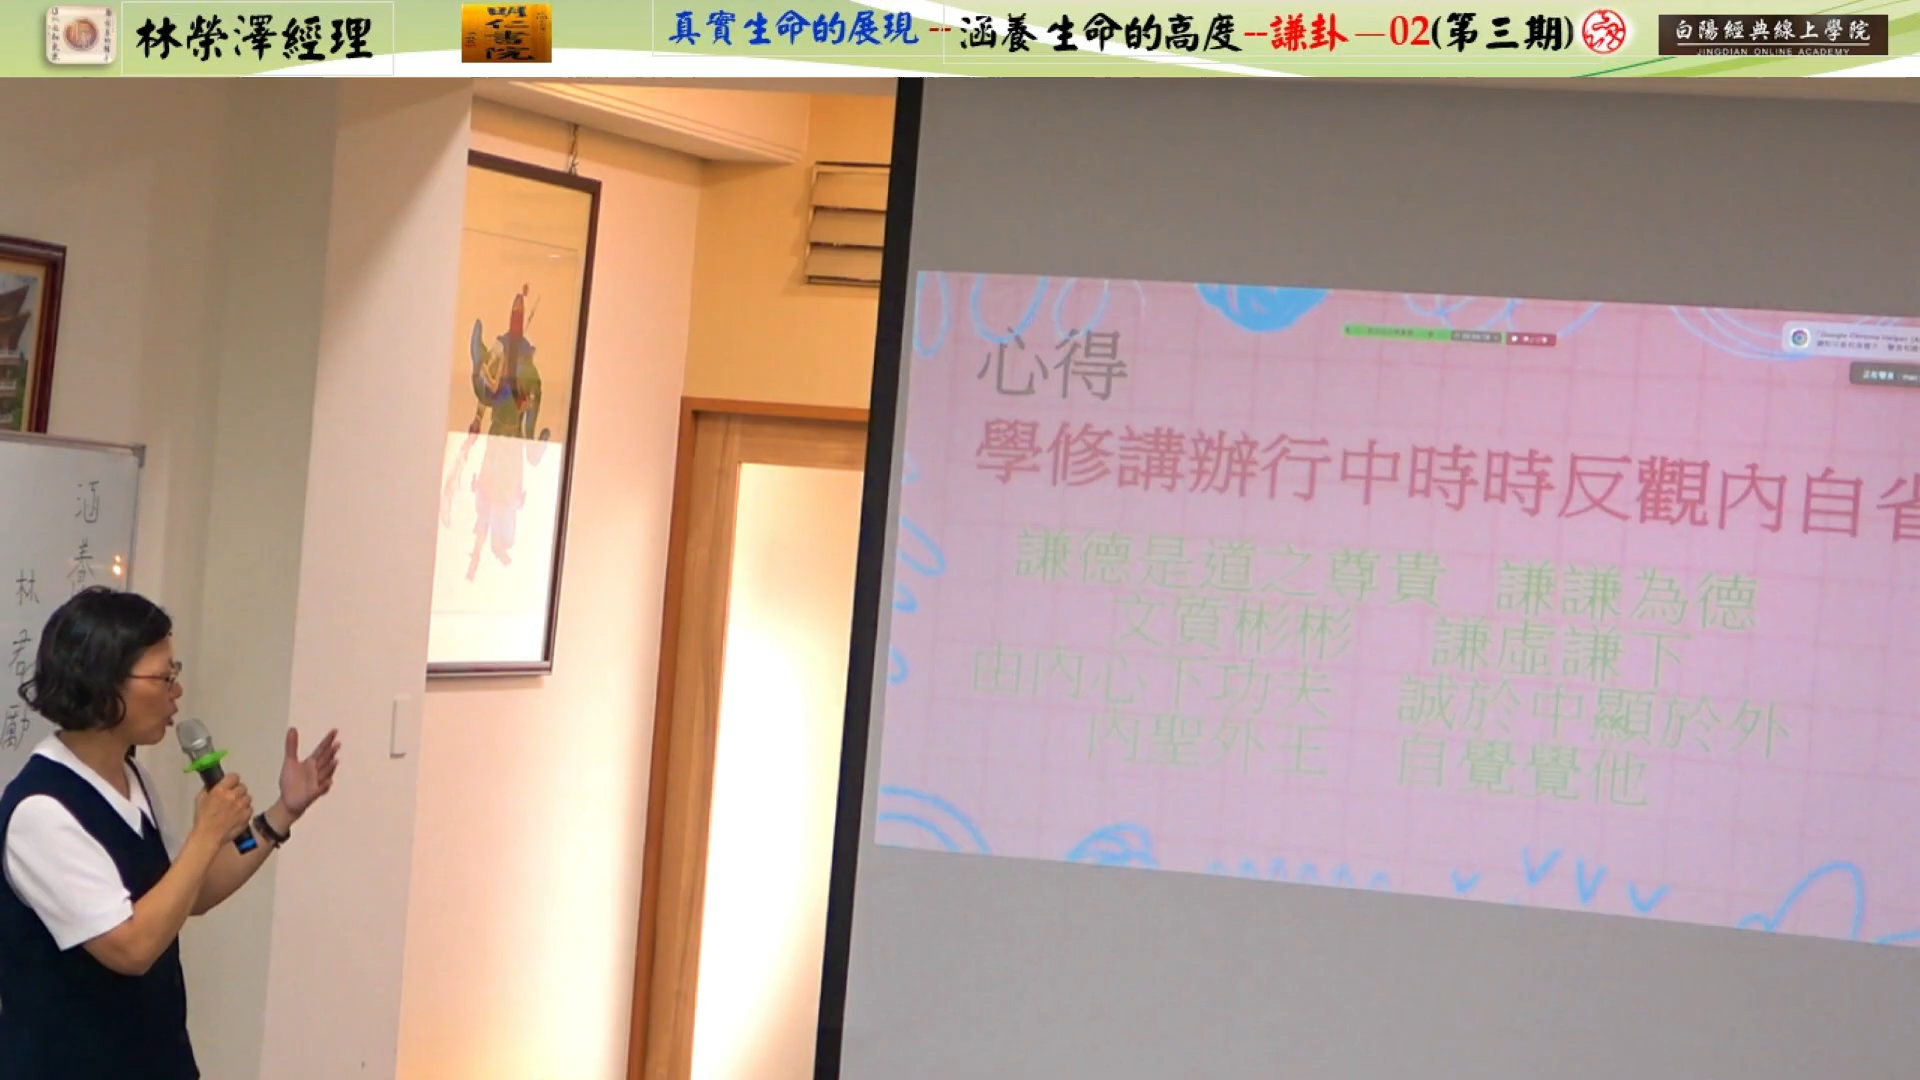 林榮澤經理
真實生命的展現--涵養生命的高度--謙卦—02(第三期)
白陽經典線上學院
JINGDIAN ONLINE ACADEMY
心得
學修講辦行中時時反觀內自省
謙德是道之尊貴 謙謙為德
文質彬彬 謙虛謙下
由內心下功夫 誠於中顯於外
內聖外王 自覺覺他
涵養
林君勵